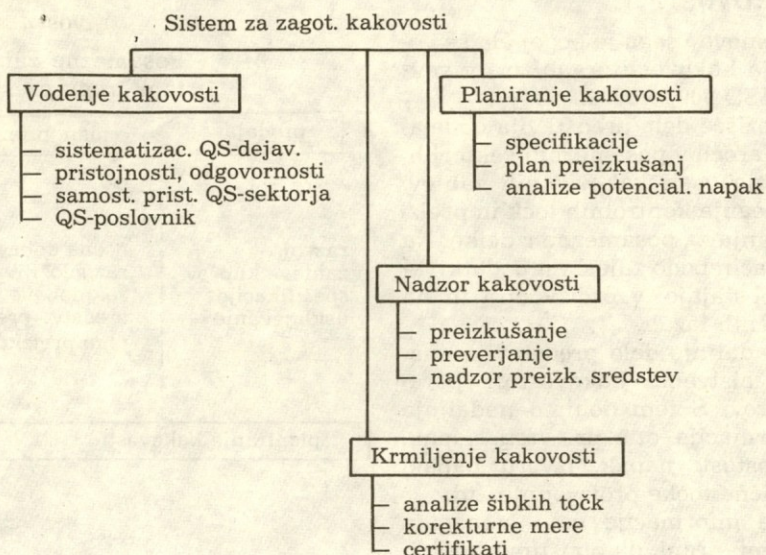 Sistem za zagot. kakovosti
Vodenje kakovosti
sistematizac. QS-dejav.
pristojnosti, odgovornosti
samost. prist. QS-sektorja
QS-poslovnik
Planiranje kakovosti
specifikacije
plan preizkušanj
analize potencial. napak
Nadzor kakovosti
preizkušanje
preverjanje
nadzor preizk. sredstev
Krmiljenje kakovosti
analize šibkih točk
korekturne mere
certifikati